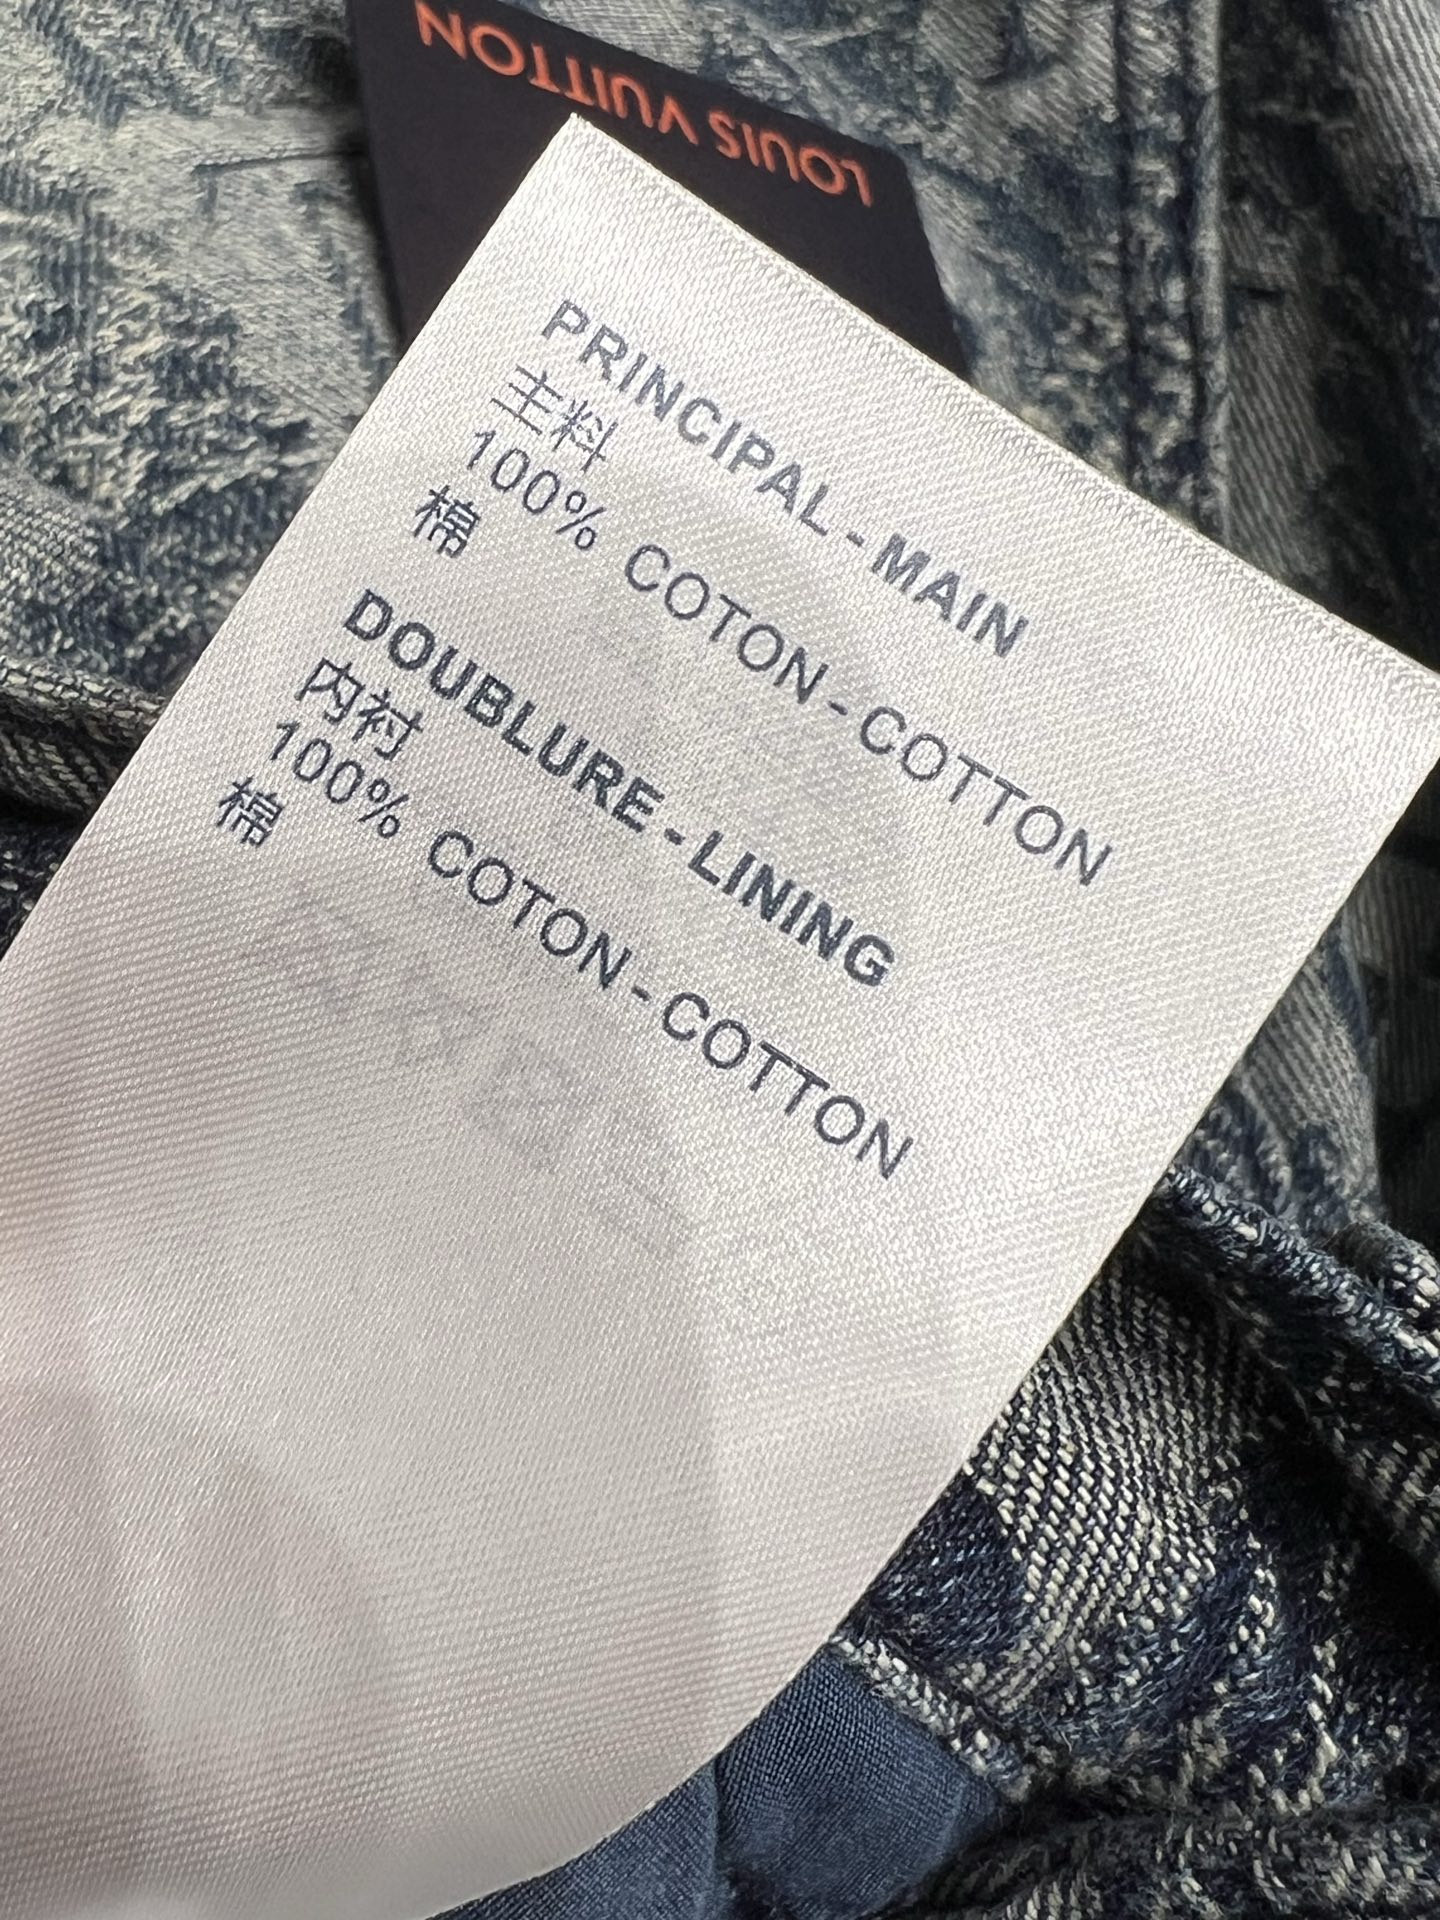 LOUIS VUITTON
PRINCIPAL - MAIN
主料
100% COTON - COTTON
棉
DOUBLURE - LINING
内衬
100% COTON - COTTON
棉